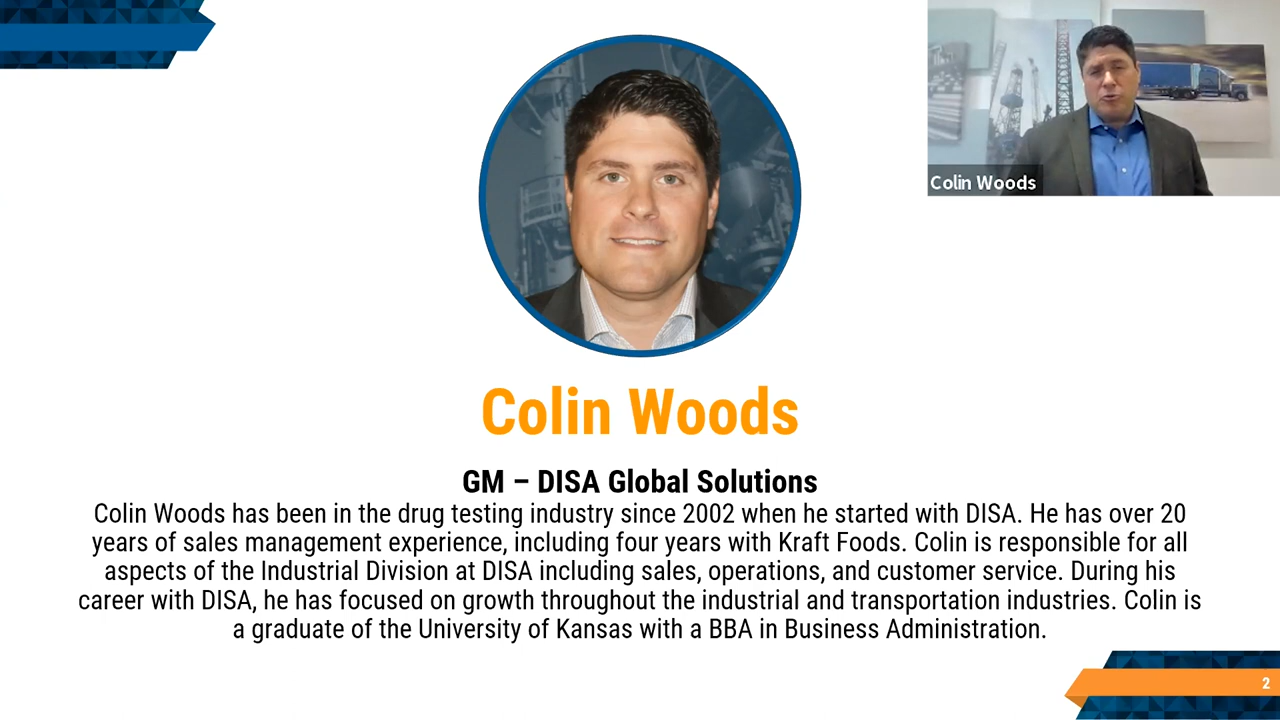 Colin Woods
Colin Woods
GM – DISA Global Solutions
Colin Woods has been in the drug testing industry since 2002 when he started with DISA. He has over 20
years of sales management experience, including four years with Kraft Foods. Colin is responsible for all
aspects of the Industrial Division at DISA including sales, operations, and customer service. During his
career with DISA, he has focused on growth throughout the industrial and transportation industries. Colin is
a graduate of the University of Kansas with a BBA in Business Administration.
2